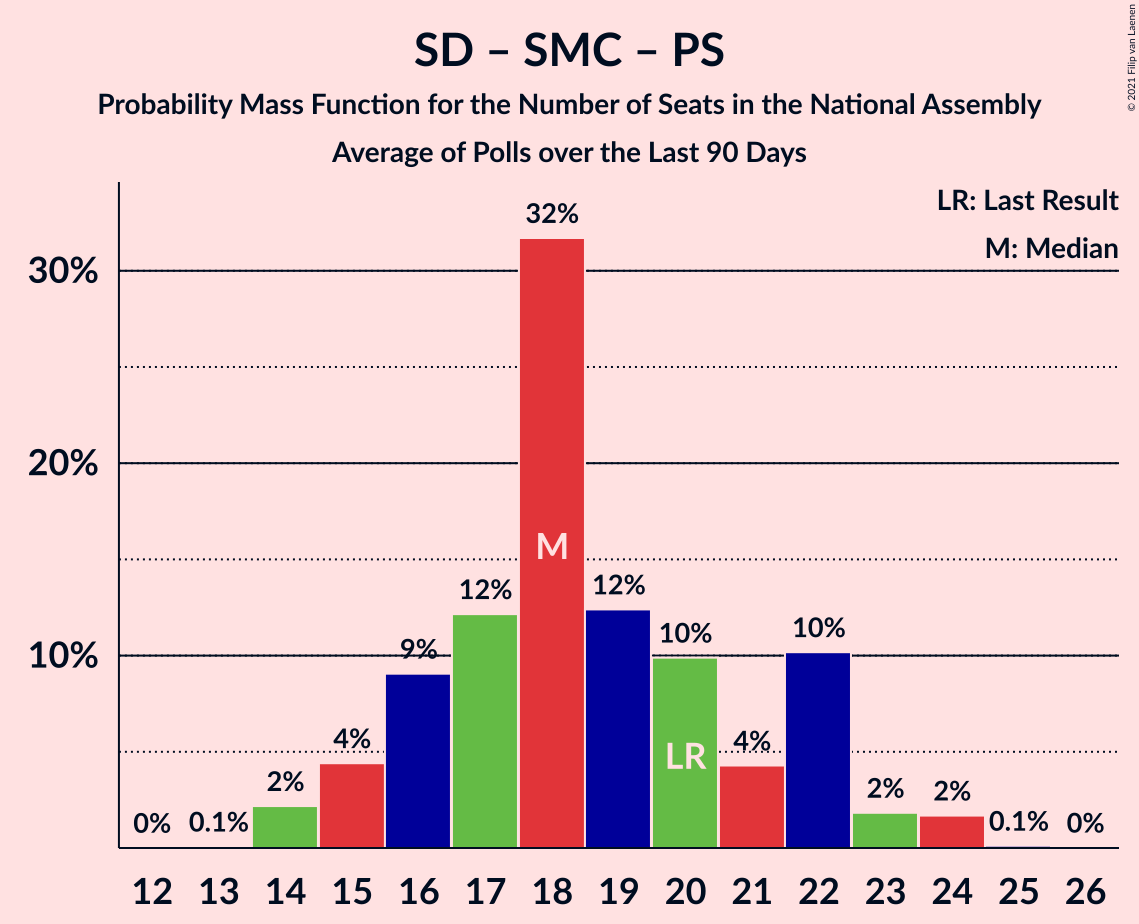 SD – SMC – PS
Probability Mass Function for the Number of Seats in the National Assembly
Average of Polls over the Last 90 Days
© 2021 Filip van Laenen
LR: Last Result
M: Median
32%
30%
20%
M
12%
12%
10%
10%
10%
9%
LR
4%
4%
2%
2%
2%
0%
0.1%
0.1%
0%
12 13 14 15 16 17 18 19 20 21 22 23 24 25 26